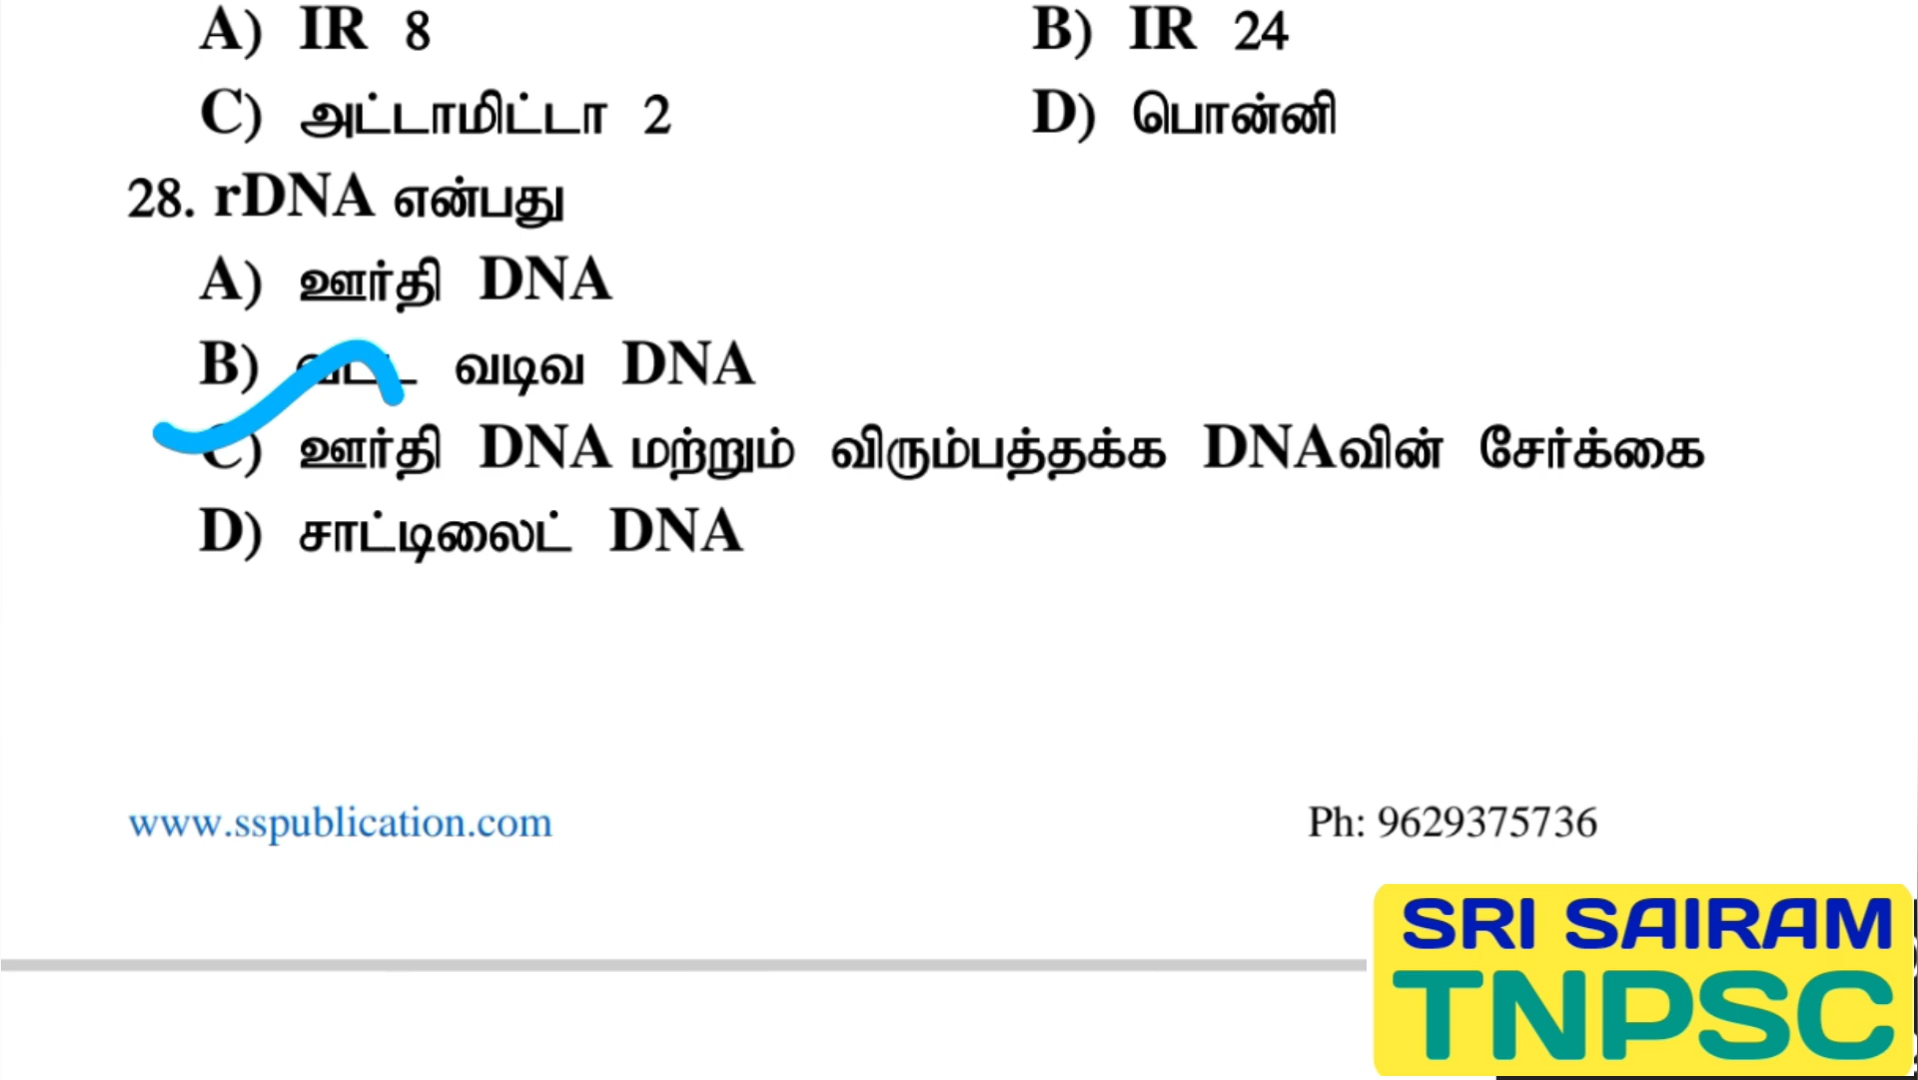 A) IR 8 B) IR 24
C) அட்டாமிட்டா 2 D) பொன்னி
28. rDNA என்பது
A) ஊர்தி DNA
B) வட்ட வடிவ DNA
C) ஊர்தி DNA மற்றும் விரும்பத்தக்க DNAவின் சேர்க்கை
D) சாட்டிலைட் DNA
www.sspublication.com Ph: 9629375736
SRI SAIRAM
TNPSC